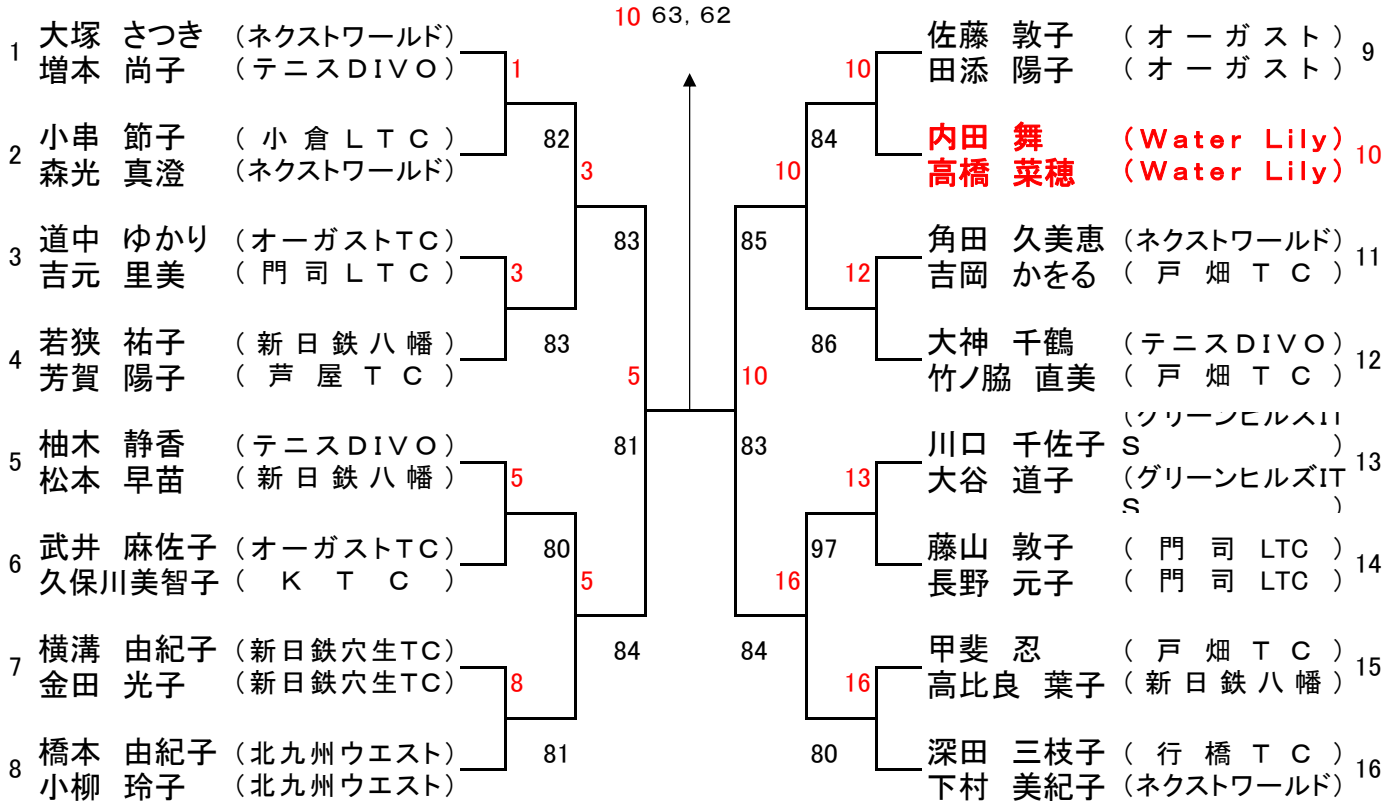 10 63, 62
1 大塚 さつき (ネクストワールド)
増本 尚子 (テニスDIVO)
1
2 小串 節子 (小倉LTC)
森光 真澄 (ネクストワールド)
82
3
3 道中 ゆかり (オーガストTC)
吉元 里美 (門司LTC)
3
83
4 若狭 祐子 (新日鉄八幡)
芳賀 陽子 (芦屋TC)
83
5
5 柚木 静香 (テニスDIVO)
松本 早苗 (新日鉄八幡)
5
81
6 武井 麻佐子 (オーガストTC)
久保川美智子 (KTC)
80
5
7 横溝 由紀子 (新日鉄穴生TC)
金田 光子 (新日鉄穴生TC)
8
84
8 橋本 由紀子 (北九州ウエスト)
小柳 玲子 (北九州ウエスト)
81
佐藤 敦子 (オーガスト) 9
田添 陽子 (オーガスト)
10
内田 舞 (Water Lily) 10
高橋 菜穂 (Water Lily)
84
10
角田 久美恵 (ネクストワールド) 11
吉岡 かをる (戸畑TC)
12
85
大神 千鶴 (テニスDIVO) 12
竹ノ脇 直美 (戸畑TC)
86
10
川口 千佐子 (グリーンヒルズIT
S )
大谷 道子 (グリーンヒルズIT
S )
13
13
83
藤山 敦子 (門司LTC) 14
長野 元子 (門司LTC)
97
16
甲斐 忍 (戸畑TC) 15
高比良 葉子 (新日鉄八幡)
16
84
深田 三枝子 (行橋TC) 16
下村 美紀子 (ネクストワールド)
80